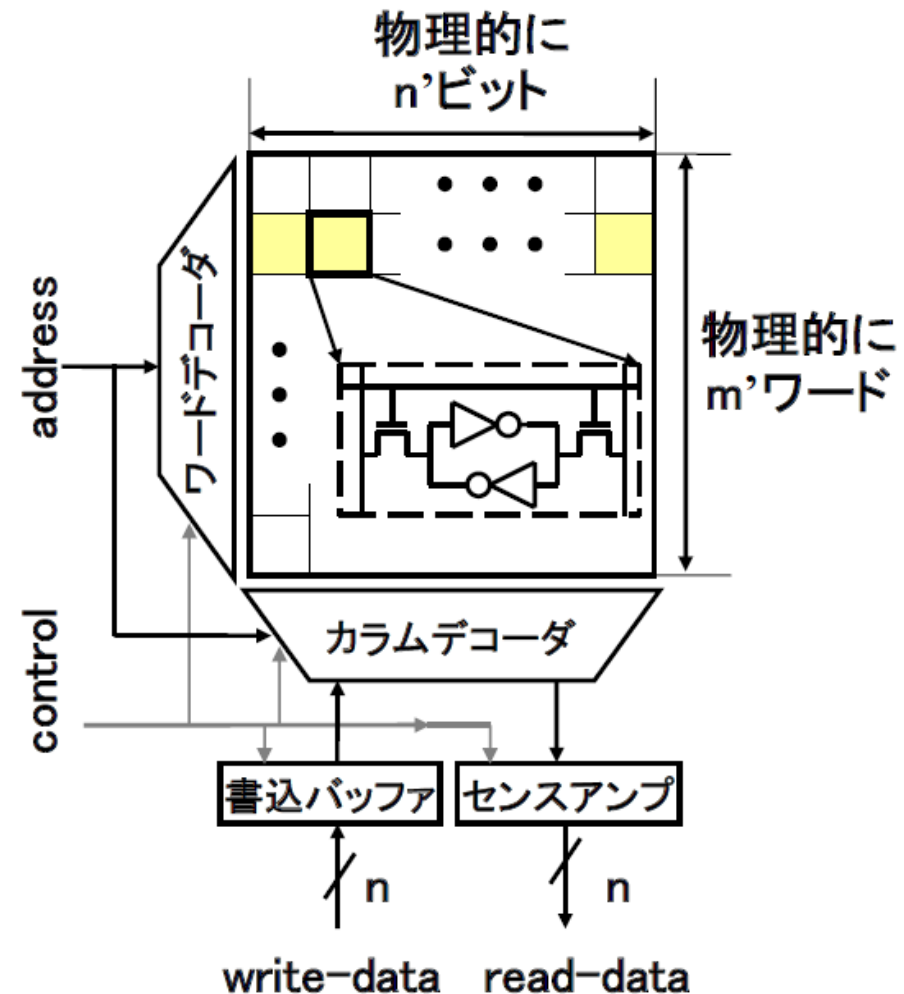 物理的に
n’ビット
ワードデコーダ
address
物理的に
m’ワード
カラムデコーダ
control
書込バッファ
センスアンプ
n
n
write-data
read-data